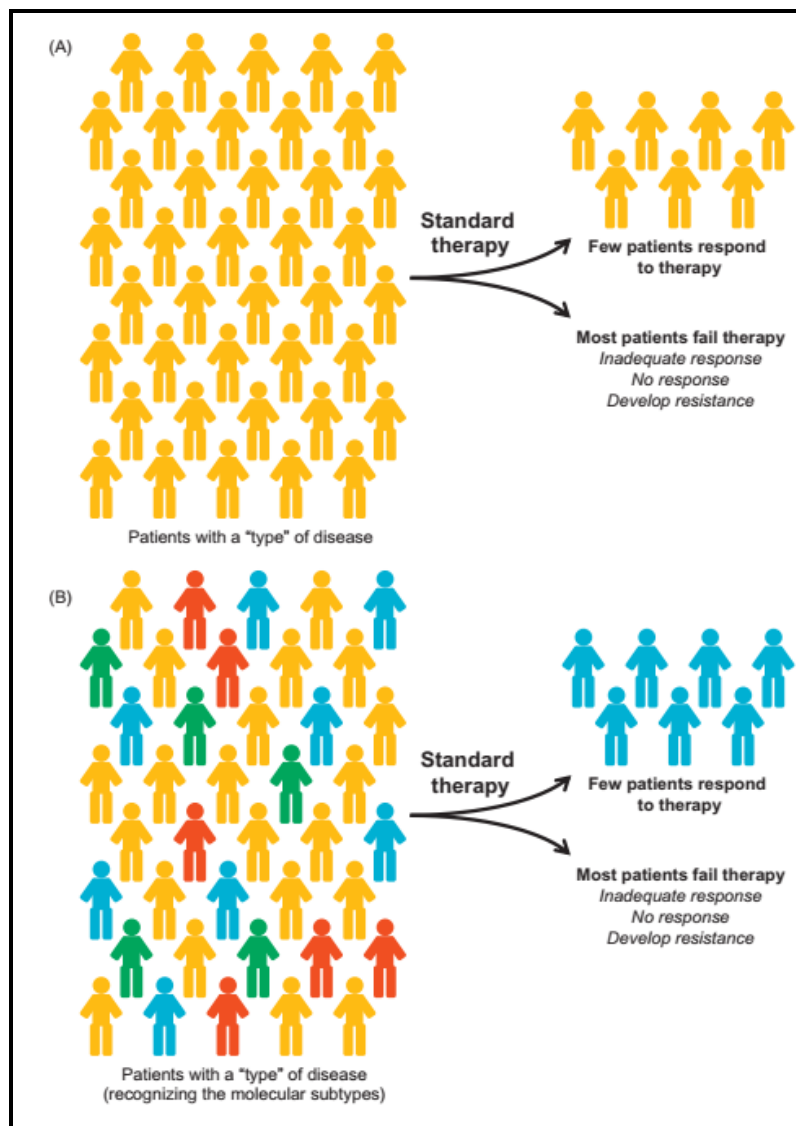 (A)
Standard
therapy
Few patients respond
to therapy
Most patients fail therapy
Inadequate response
No response
Develop resistance
Patients with a "type" of disease
(B)
Standard
therapy
Few patients respond
to therapy
Most patients fail therapy
Inadequate response
No response
Develop resistance
Patients with a "type" of disease
(recognizing the molecular subtypes)